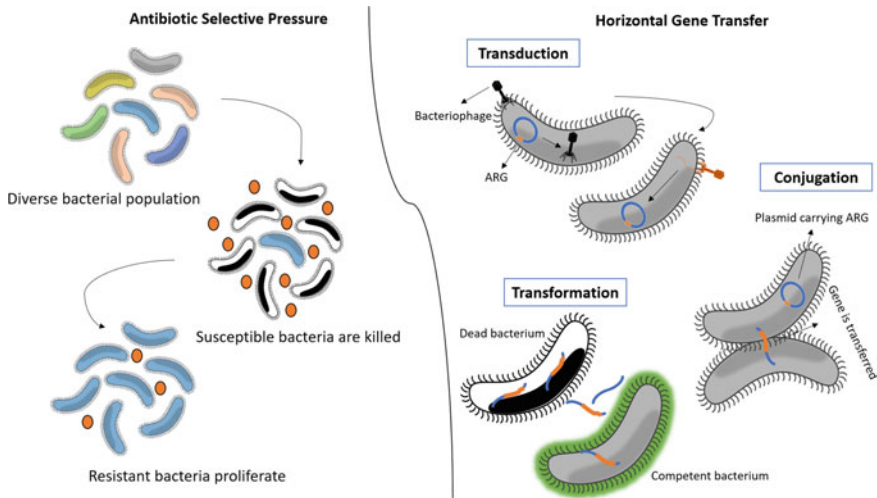 Antibiotic Selective Pressure
Diverse bacterial population
Susceptible bacteria are killed
Resistant bacteria proliferate
Horizontal Gene Transfer
Transduction
Bacteriophage
ARG
Conjugation
Plasmid carrying ARG
Gene is transferred
Transformation
Dead bacterium
Competent bacterium